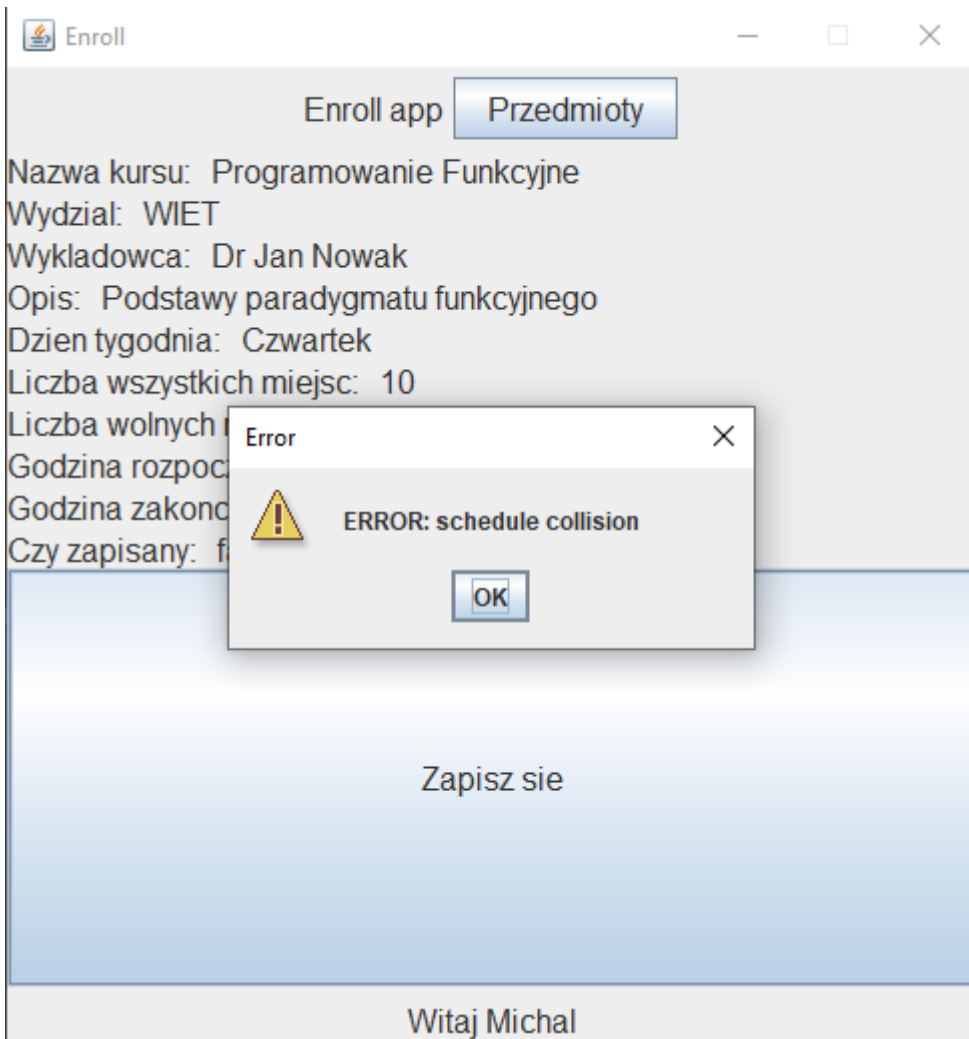 Enroll
Enroll app Przedmioty
Nazwa kursu: Programowanie Funkcyjne
Wydzial: WIET
Wykladowca: Dr Jan Nowak
Opis: Podstawy paradygmatu funkcyjnego
Dzien tygodnia: Czwartek
Liczba wszystkich miejsc: 10
Liczba wolnych
Godzina
Godzina
Czy zapisany:
Error
ERROR: schedule collision
OK
Zapisz sie
Witaj Michal